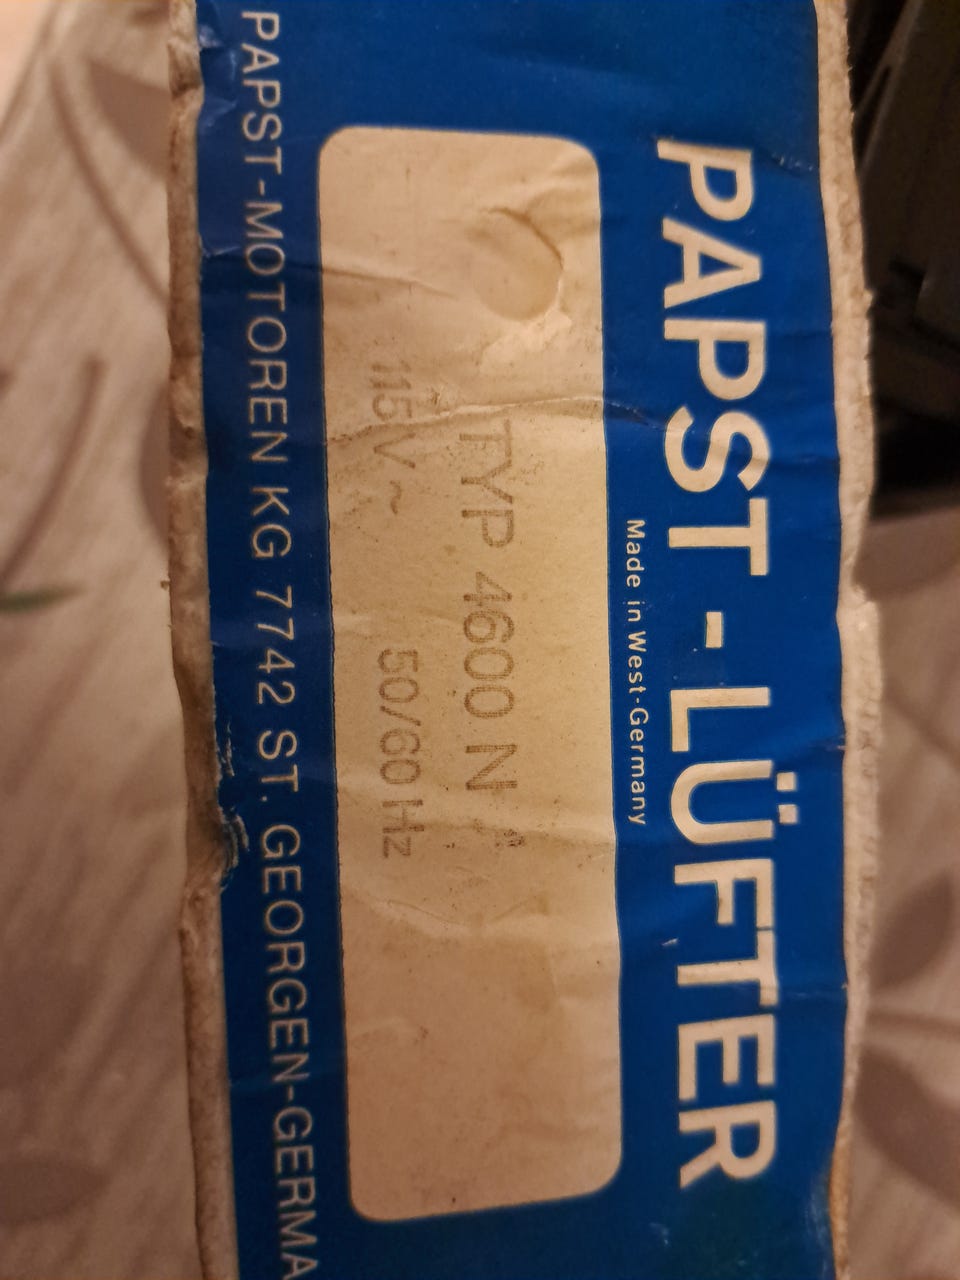 PAPST-LÜFTER
Made in West-Germany
TYP 4600 N
115V~ 50/60 Hz
PAPST-MOTOREN KG 7742 ST. GEORGEN-GERMA